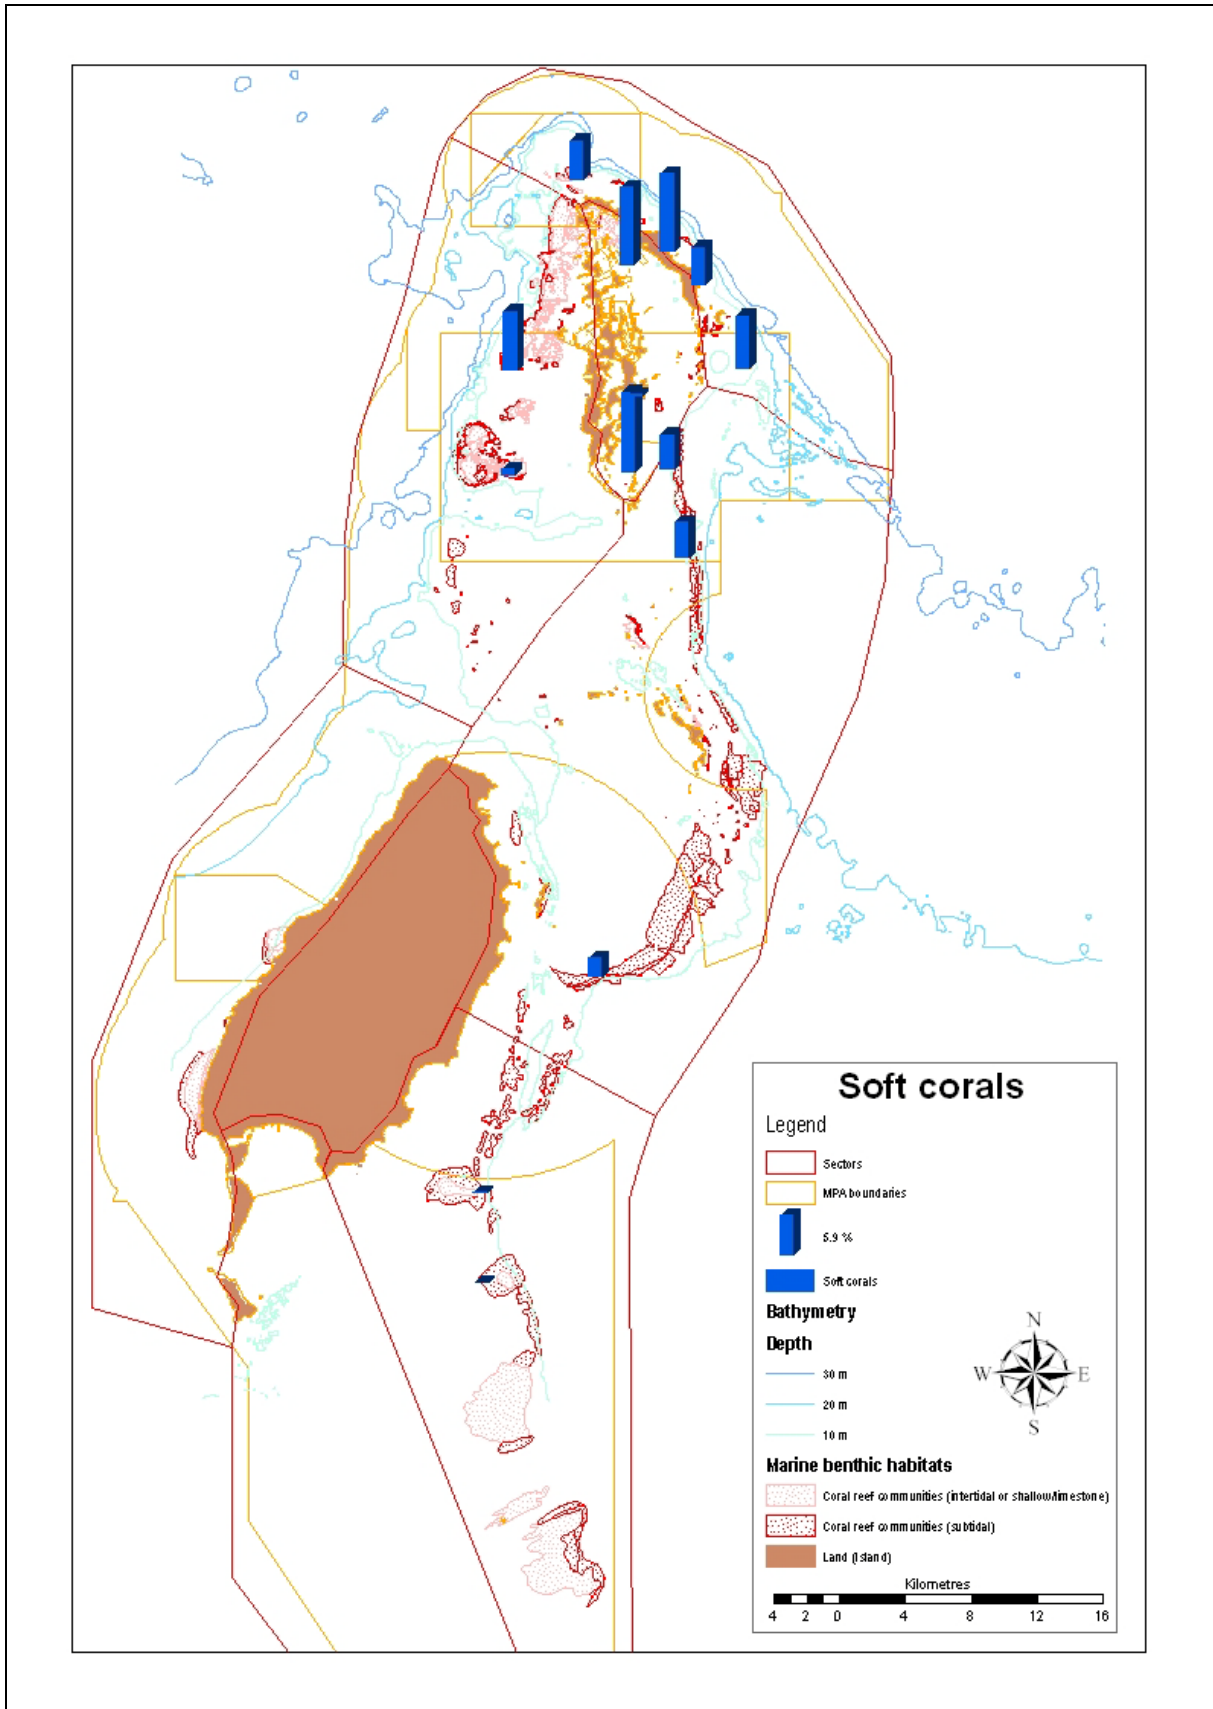 Soft corals
Legend
Sectors
MPA boundaries
5.9 %
Soft corals
Bathymetry
Depth
30 m
20 m
10 m
N
W E
S
Marine benthic habitats
Coral reef communities (intertidal or shallow/limestone)
Coral reef communities (subtidal)
Land (Island)
Kilometres
4 2 0 4 8 12 16